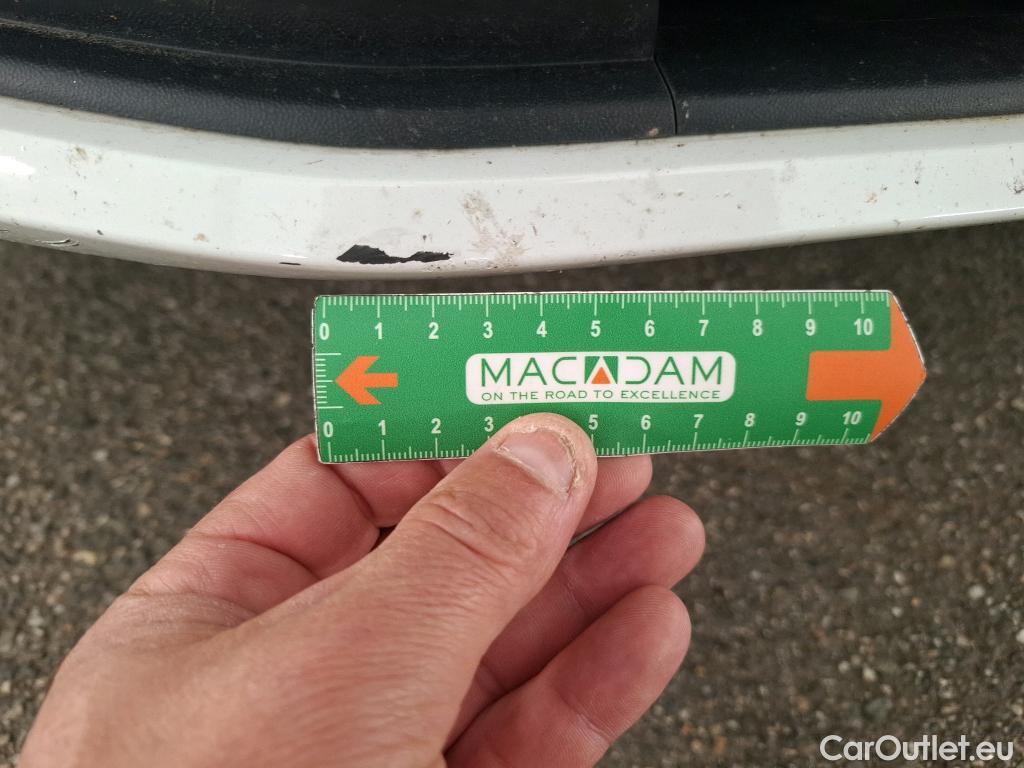 0 1 2 3 4 5 6 7 8 9 10
MACADAM
ON THE ROAD TO EXCELLENCE
0 1 2 3 5 6 7 8 9 10
CarOutlet.eu